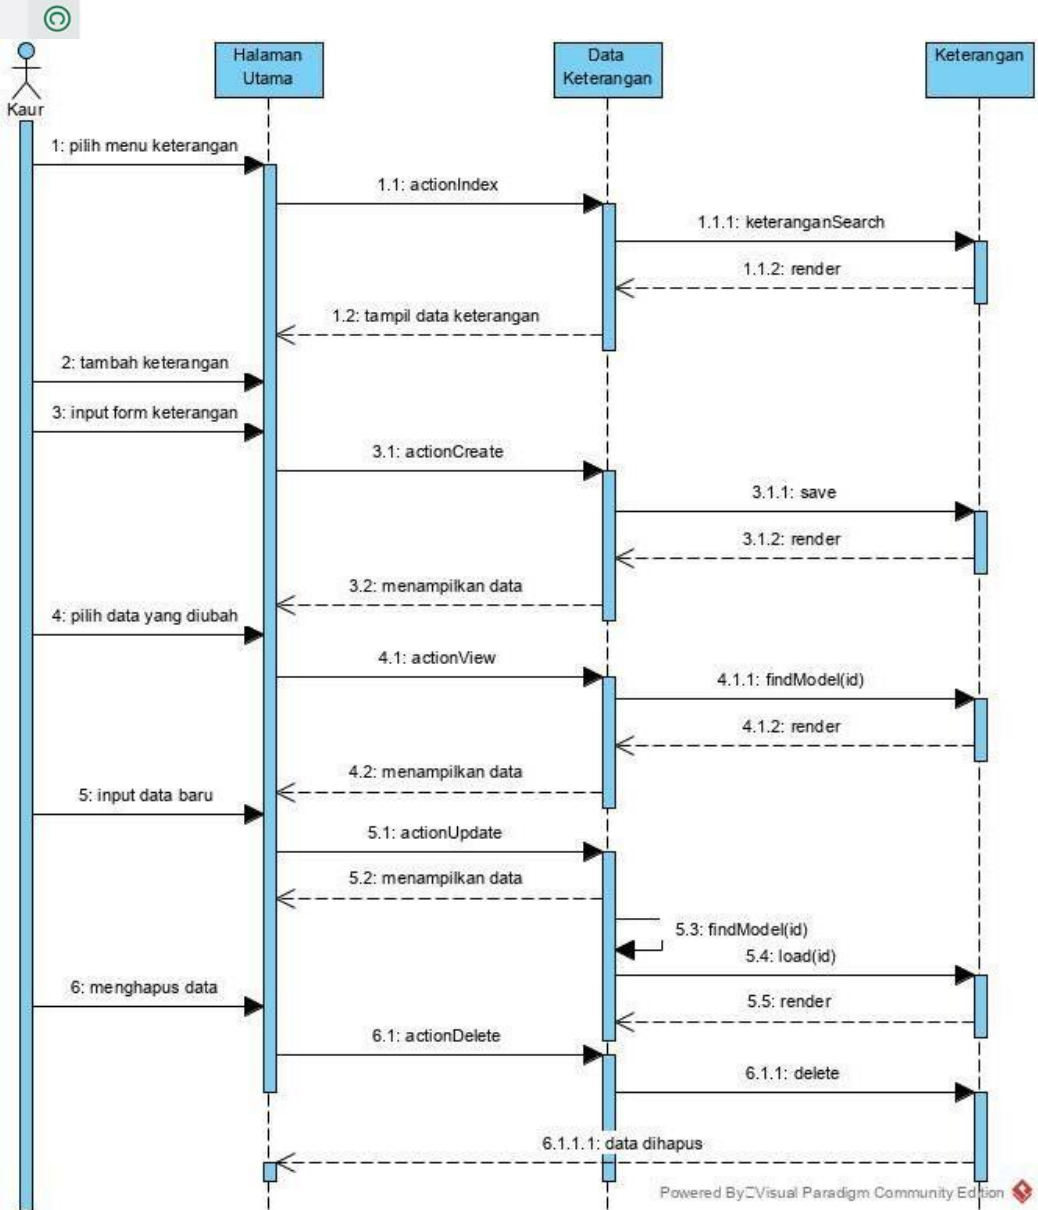 ©
Kaur
Halaman
Utama
Data
Keterangan
Keterangan
1: pilih menu keterangan
1.1: actionIndex
1.1.1: keteranganSearch
1.1.2: render
1.2: tampil data keterangan
2: tambah keterangan
3: input form keterangan
3.1: actionCreate
3.1.1: save
3.1.2: render
3.2: menampilkan data
4: pilih data yang diubah
4.1: actionView
4.1.1: findModel(id)
4.1.2: render
4.2: menampilkan data
5: input data baru
5.1: actionUpdate
5.2: menampilkan data
5.3: findModel(id)
5.4: load(id)
5.5: render
6: menghapus data
6.1: actionDelete
6.1.1: delete
6.1.1.1: data dihapus
Powered By Visual Paradigm Community Edition